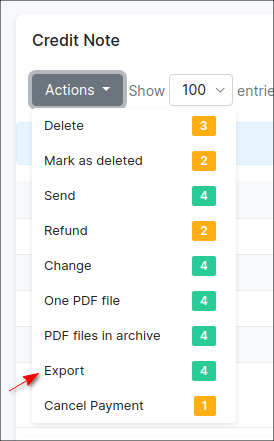 Credit Note
Actions Show 100 entrie
Delete 3
Mark as deleted 2
Send 4
Refund 2
Change 4
One PDF file 4
PDF files in archive 4
Export 4
Cancel Payment 1